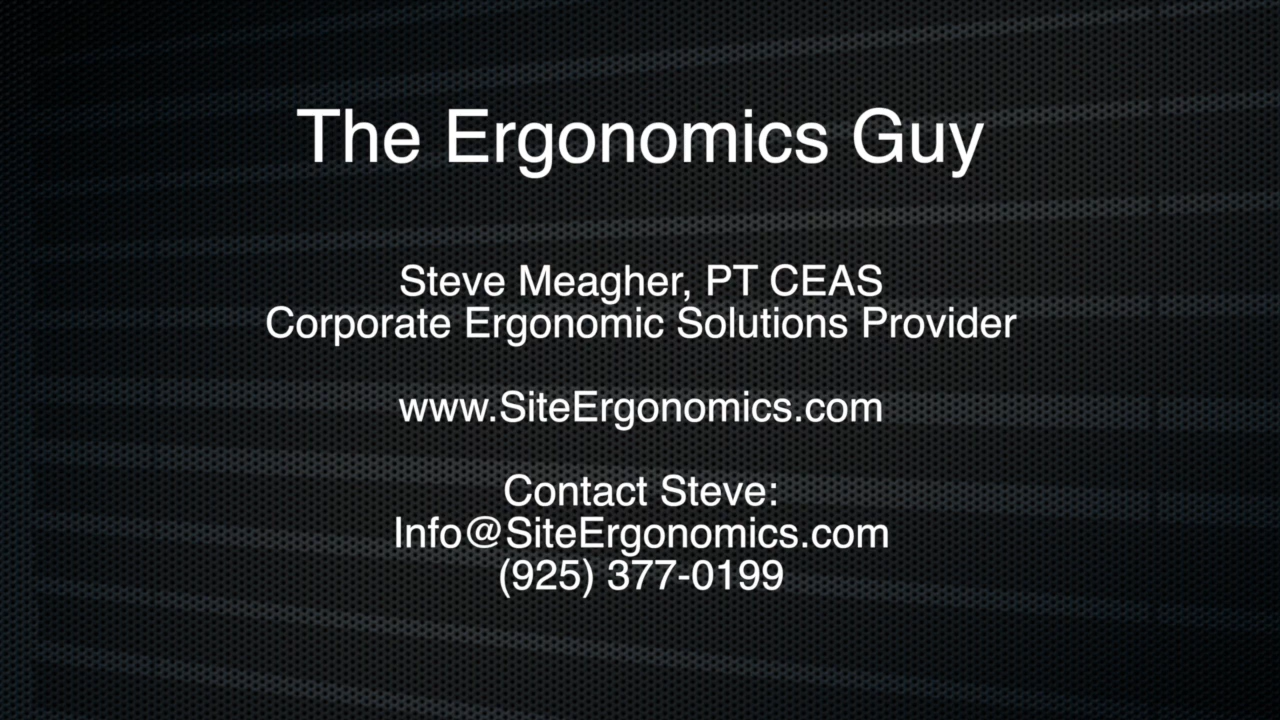 The Ergonomics Guy
Steve Meagher, PT CEAS
Corporate Ergonomic Solutions Provider
www.SiteErgonomics.com
Contact Steve:
Info@SiteErgonomics.com
(925) 377-0199